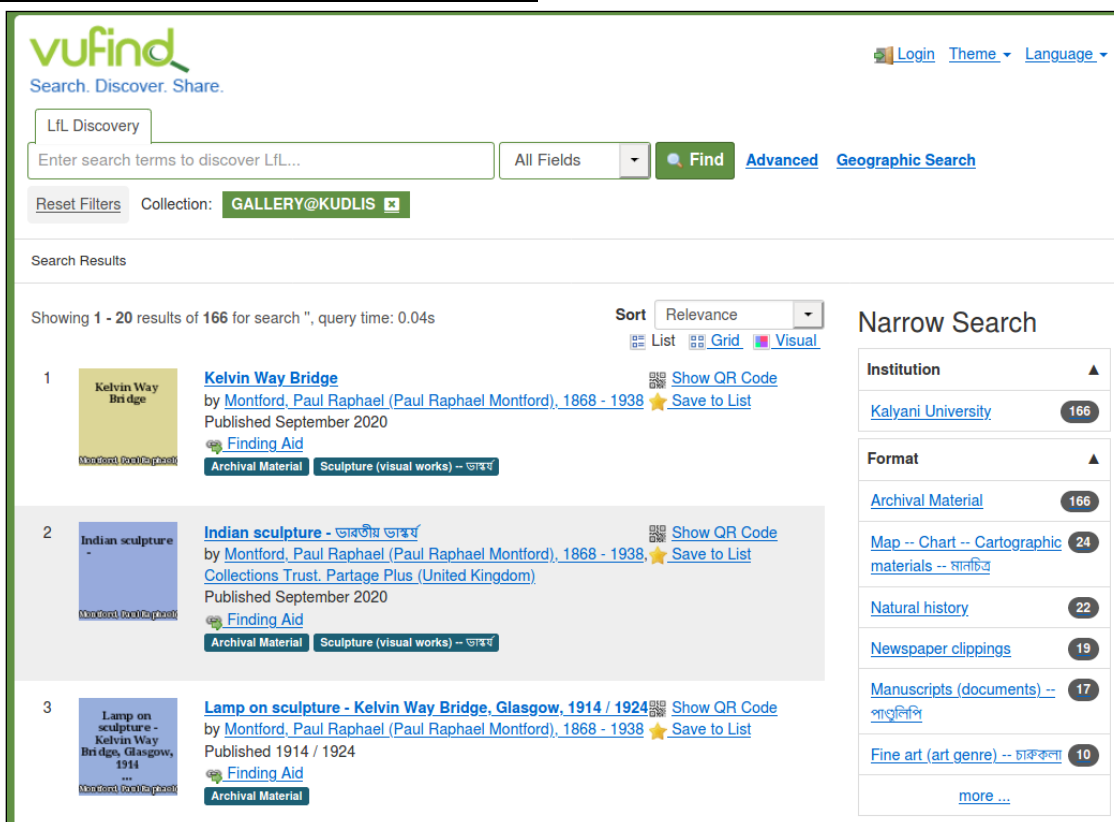 vufind
Search. Discover. Share.
Login Theme Language
LfL Discovery
Enter search terms to discover LfL... All Fields Find Advanced Geographic Search
Reset Filters Collection: GALLERY@KUDLIS
Search Results
Showing 1 - 20 results of 166 for search '', query time: 0.04s
Sort Relevance
List Grid Visual
1
Kelvin Way
Bri dge
Kelvin Way Bridge Show QR Code
by Montford, Paul Raphael (Paul Raphael Montford), 1868 - 1938 Save to List
Published September 2020
Finding Aid
Archival Material Sculpture (visual works) -- ভাস্কর্য
2
Indian sculpture
-
Indian sculpture - ভারতীয় ভাস্কর্য Show QR Code
by Montford, Paul Raphael (Paul Raphael Montford), 1868 - 1938, Save to List
Collections Trust. Partage Plus (United Kingdom)
Published September 2020
Finding Aid
Archival Material Sculpture (visual works) -- ভাস্কর্য
3
Lamp on
sculpture -
Kelvin Way
Bri dge, Glasgow,
1914
...
Lamp on sculpture - Kelvin Way Bridge, Glasgow, 1914 / 1924 Show QR Code
by Montford, Paul Raphael (Paul Raphael Montford), 1868 - 1938 Save to List
Published 1914 / 1924
Finding Aid
Archival Material
Narrow Search
Institution
Kalyani University 166
Format
Archival Material 166
Map -- Chart -- Cartographic 24
materials -- মানচিত্র
Natural history 22
Newspaper clippings 19
Manuscripts (documents) -- 17
পাণ্ডুলিপি
Fine art (art genre) -- চারুকলা 10
more ...